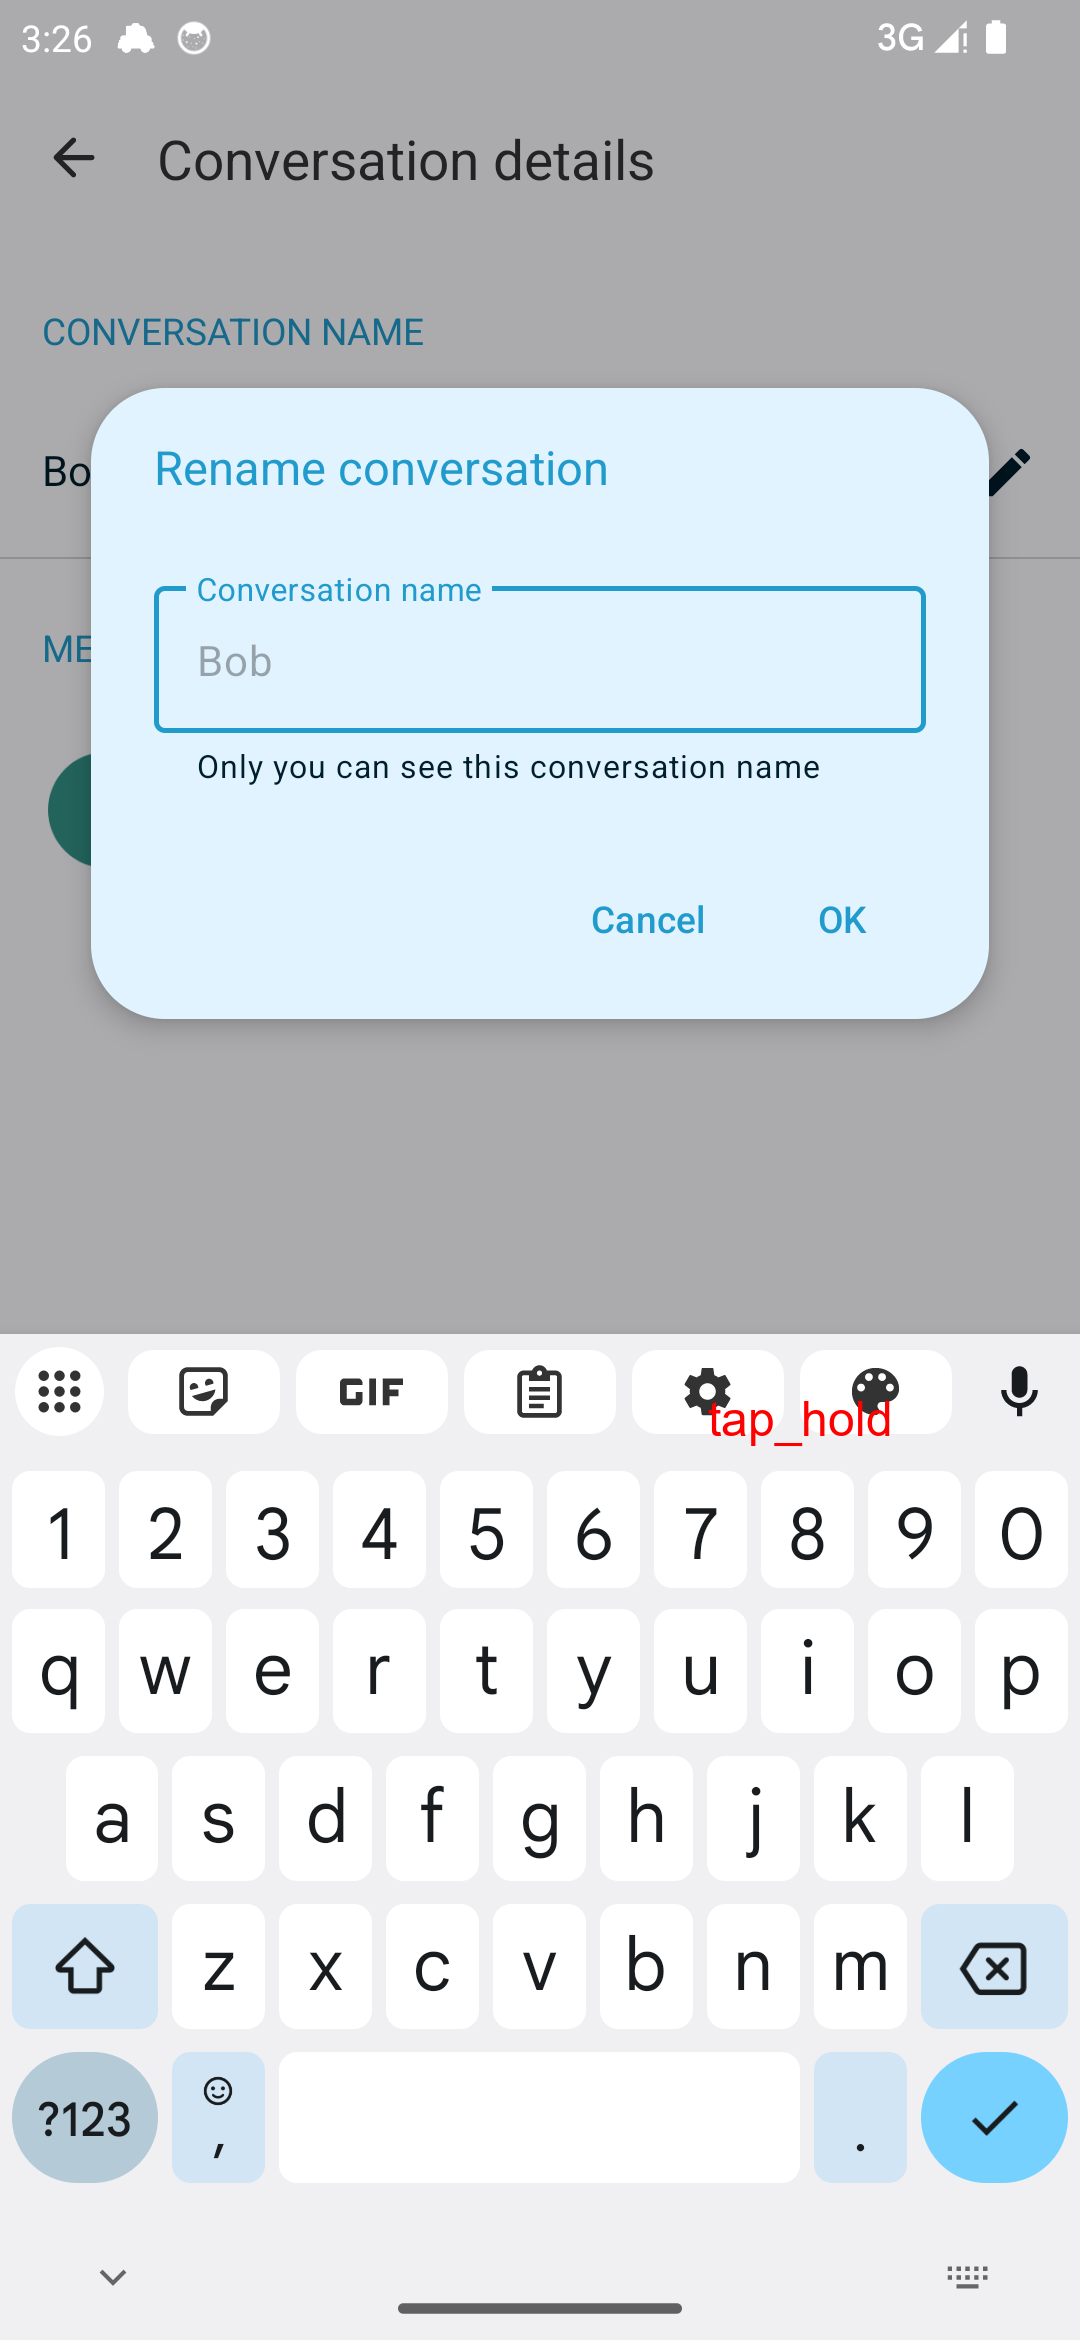 3:26
3G
Conversation details
CONVERSATION NAME
Bo
Rename conversation
Conversation name
Bob
Only you can see this conversation name
ME
Cancel OK
GIF
tap_hold
1 2 3 4 5 6 7 8 9 0
q w e r t y u i o p
a s d f g h j k l
z x c v b n m
?123 , .